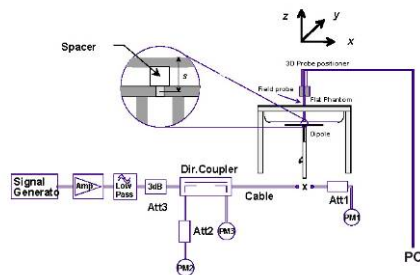 z
y
x
Spacer
s
3D Probe positioner
Field probe
Flat Phantom
Dipole
Signal
Generato
Amp
Low
Pass
3dB
Att3
Dir.Coupler
Cable
x
Att1
PM1
Att2
PM3
PM2
PC